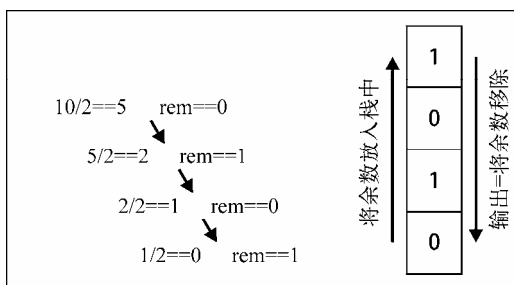 10/2==5 rem==0
5/2==2 rem==1
2/2==1 rem==0
1/2==0 rem==1
将余数放入栈中
1
0
1
0
输出=将余数移除